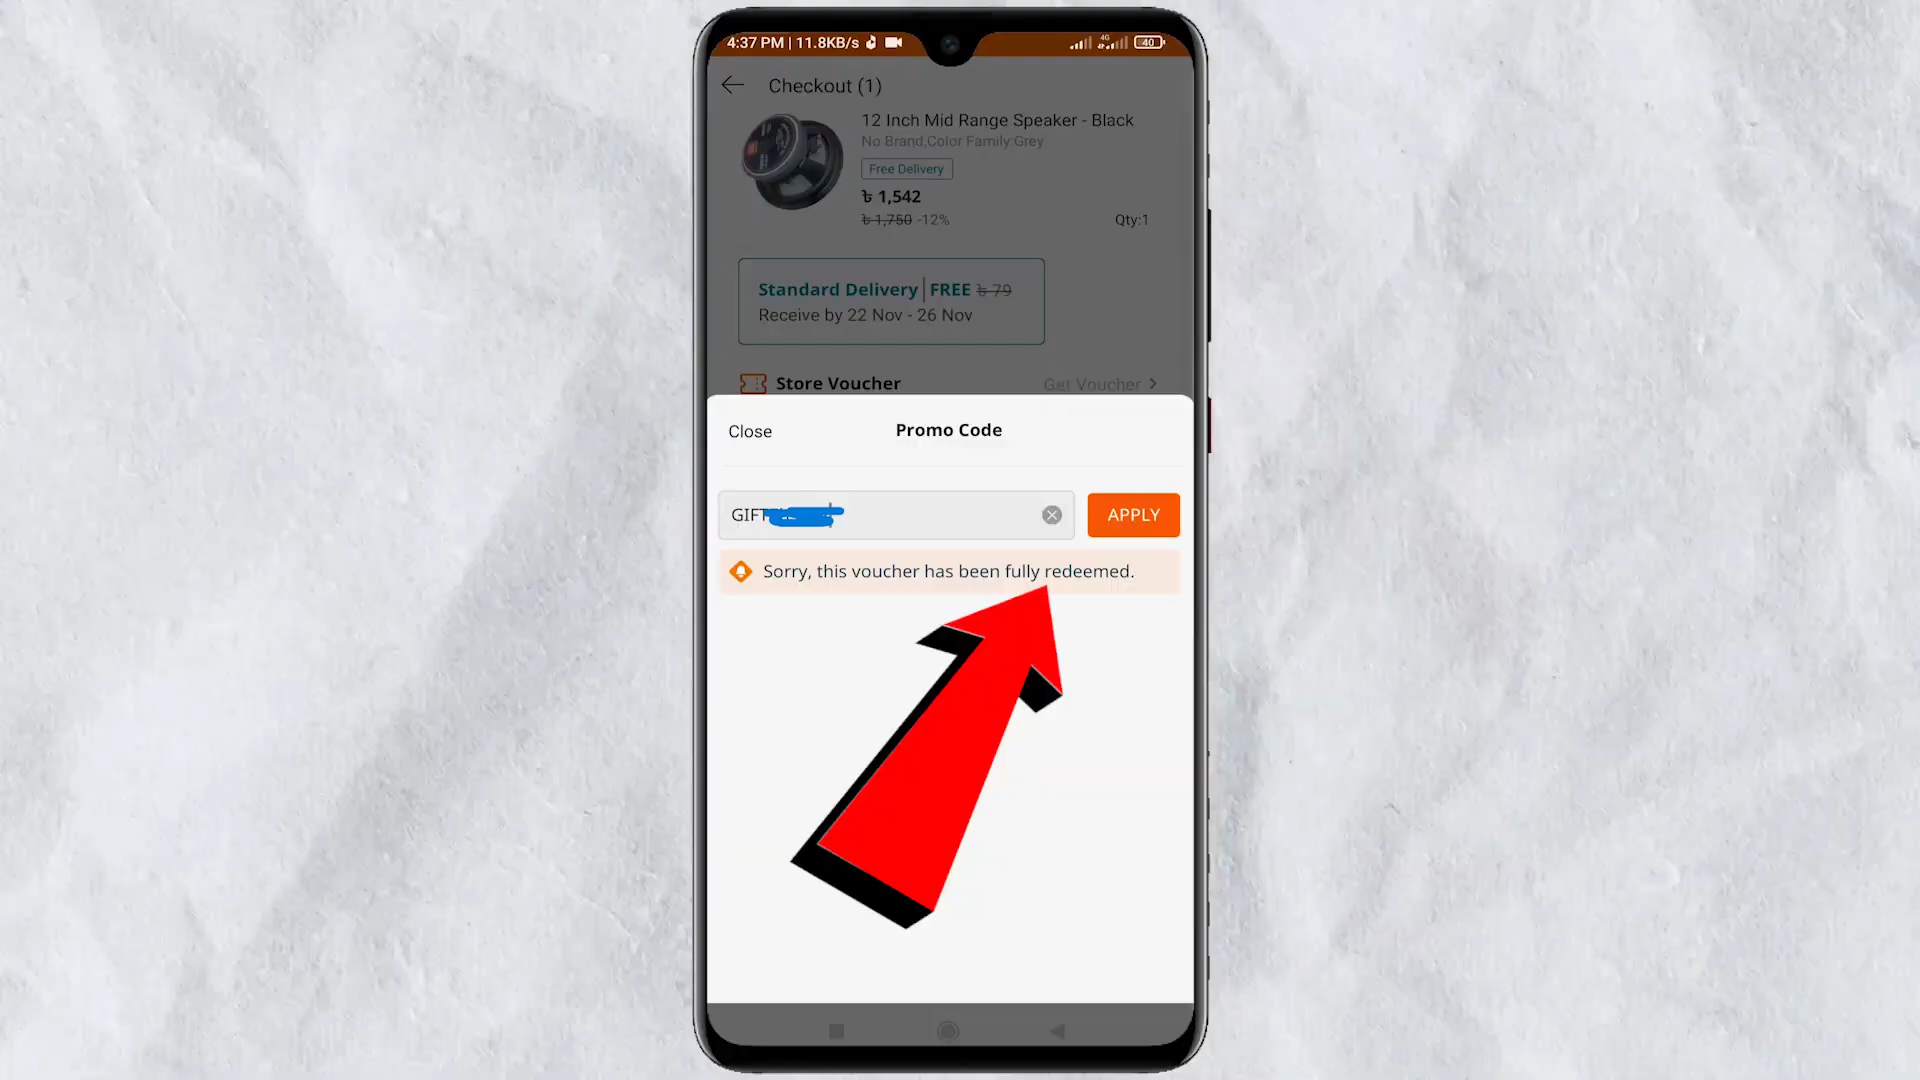 4:37 PM | 11.8KB/s
4G
40
Checkout (1)
12 Inch Mid Range Speaker - Black
No Brand,Color Family:Grey
Free Delivery
৳ 1,542
৳ 1,750 -12%
Qty:1
Standard Delivery | FREE ৳ 79
Receive by 22 Nov - 26 Nov
Store Voucher
Get Voucher >
Close
Promo Code
GIFT
APPLY
Sorry, this voucher has been fully redeemed.